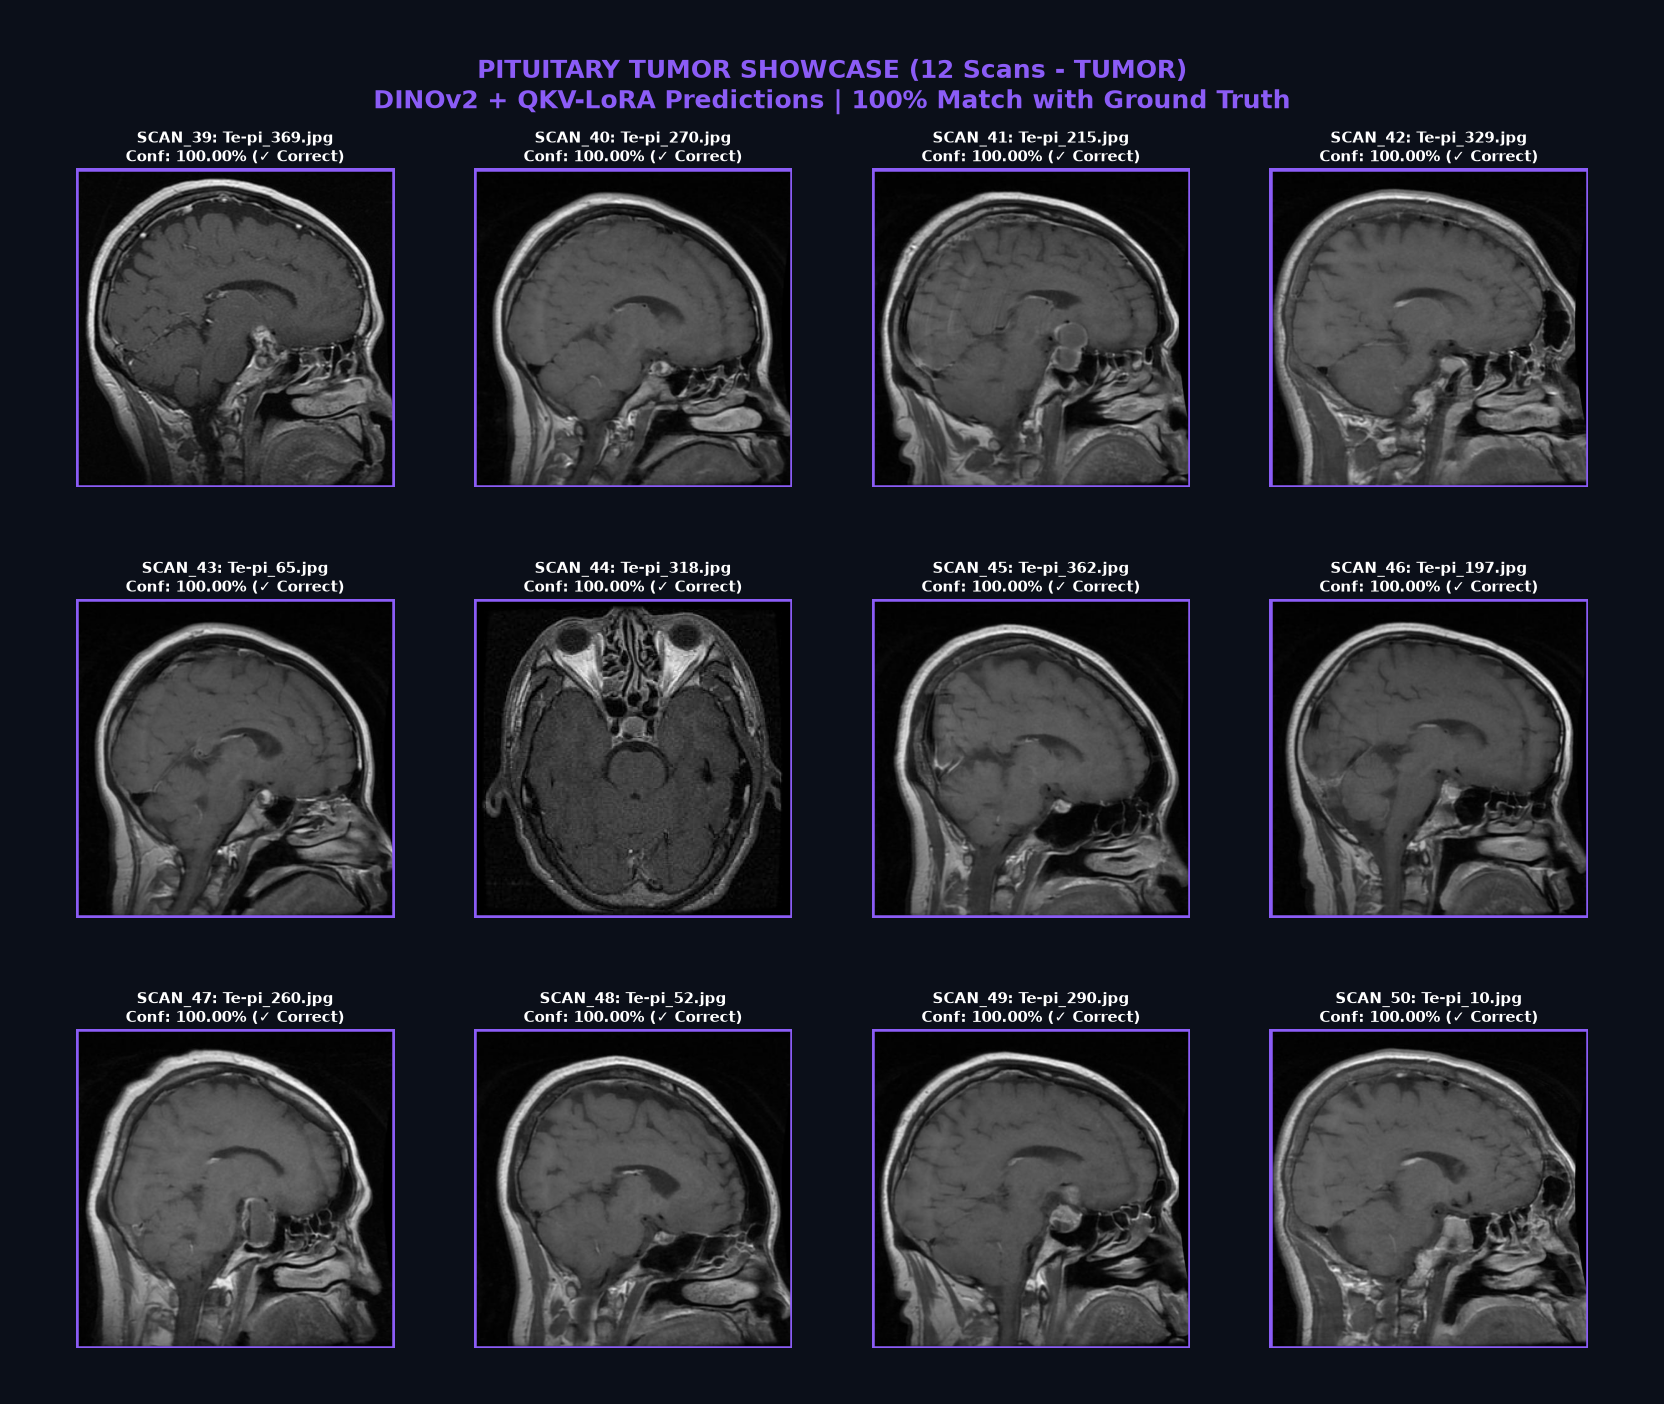 PITUITARY TUMOR SHOWCASE (12 Scans - TUMOR)
DINOv2 + QKV-LoRA Predictions | 100% Match with Ground Truth
SCAN_39: Te-pi_369.jpg
Conf: 100.00% (✓ Correct)
SCAN_40: Te-pi_270.jpg
Conf: 100.00% (✓ Correct)
SCAN_41: Te-pi_215.jpg
Conf: 100.00% (✓ Correct)
SCAN_42: Te-pi_329.jpg
Conf: 100.00% (✓ Correct)
SCAN_43: Te-pi_65.jpg
Conf: 100.00% (✓ Correct)
SCAN_44: Te-pi_318.jpg
Conf: 100.00% (✓ Correct)
SCAN_45: Te-pi_362.jpg
Conf: 100.00% (✓ Correct)
SCAN_46: Te-pi_197.jpg
Conf: 100.00% (✓ Correct)
SCAN_47: Te-pi_260.jpg
Conf: 100.00% (✓ Correct)
SCAN_48: Te-pi_52.jpg
Conf: 100.00% (✓ Correct)
SCAN_49: Te-pi_290.jpg
Conf: 100.00% (✓ Correct)
SCAN_50: Te-pi_10.jpg
Conf: 100.00% (✓ Correct)